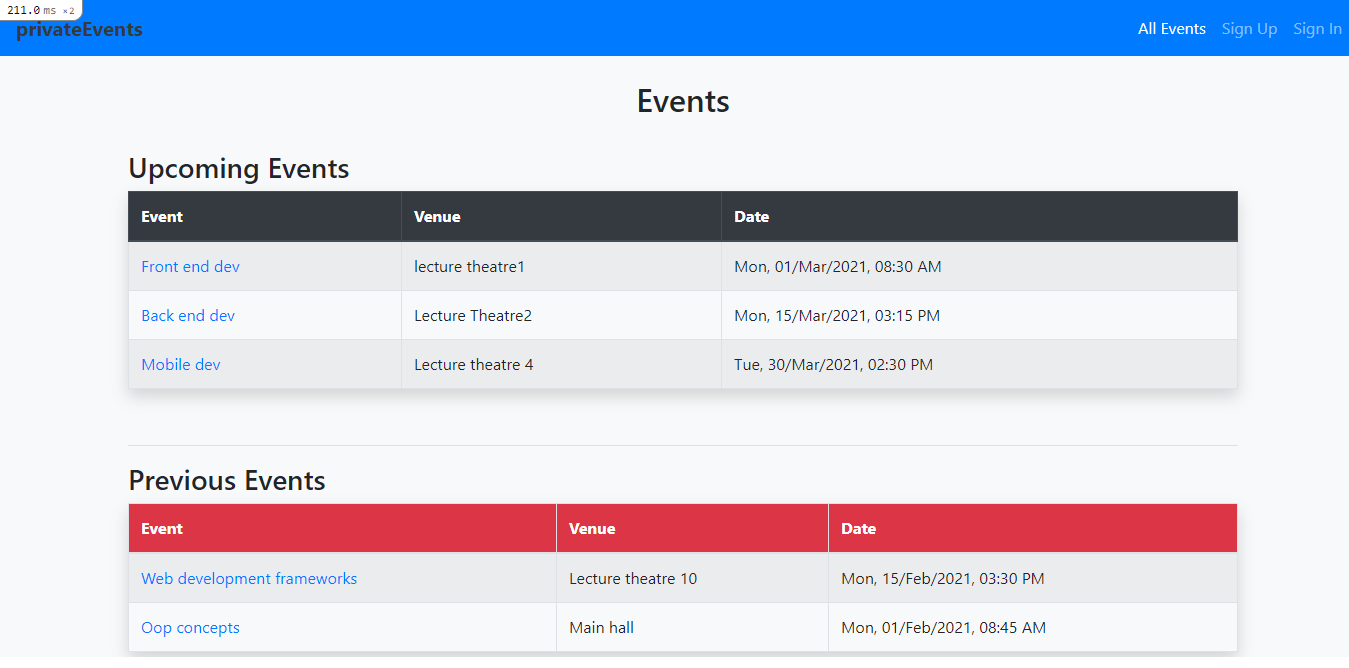 211.0 ms ×2
privateEvents All Events Sign Up Sign In
Events
Upcoming Events
Event Venue Date
Front end dev lecture theatre1 Mon, 01/Mar/2021, 08:30 AM
Back end dev Lecture Theatre2 Mon, 15/Mar/2021, 03:15 PM
Mobile dev Lecture theatre 4 Tue, 30/Mar/2021, 02:30 PM
Previous Events
Event Venue Date
Web development frameworks Lecture theatre 10 Mon, 15/Feb/2021, 03:30 PM
Oop concepts Main hall Mon, 01/Feb/2021, 08:45 AM